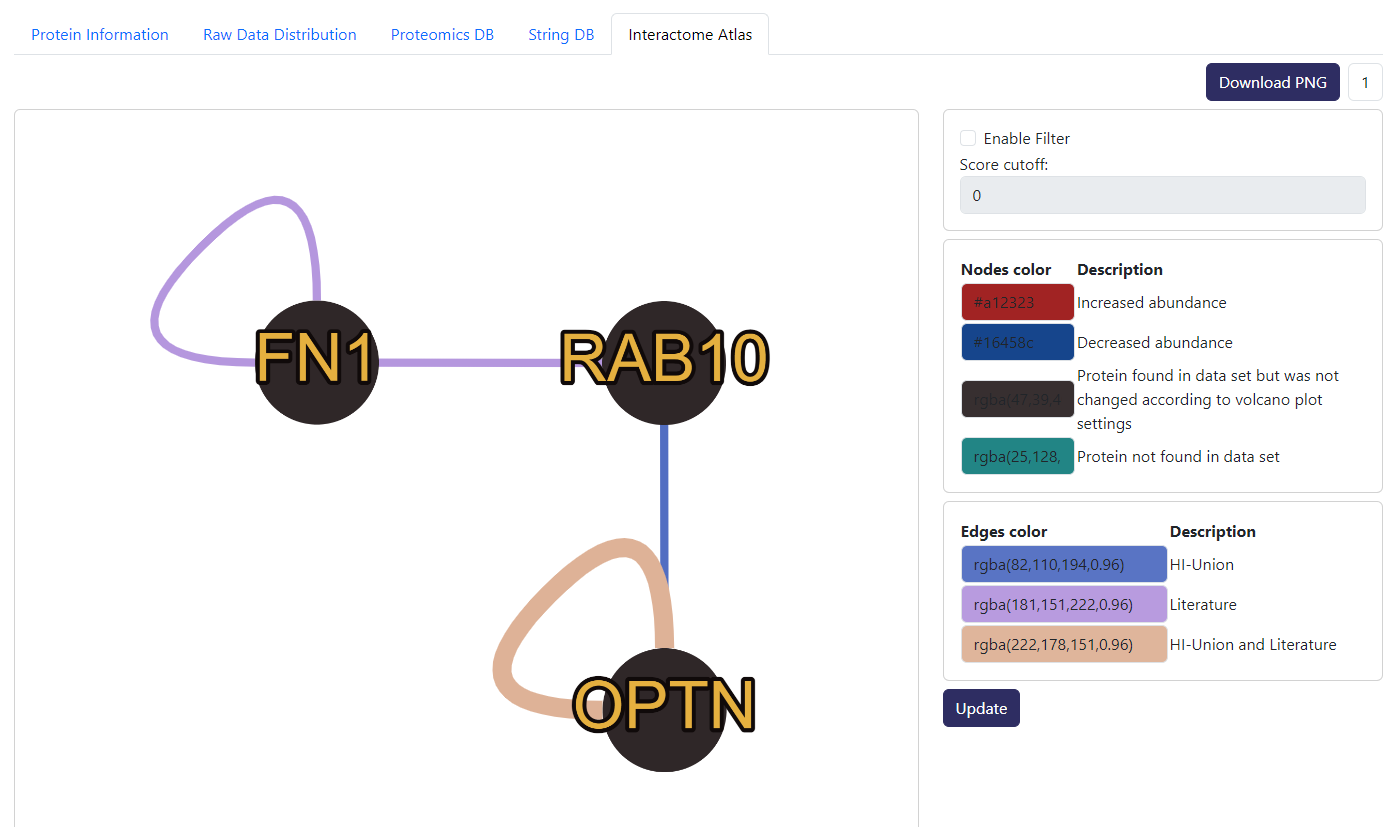 Protein Information Raw Data Distribution Proteomics DB String DB Interactome Atlas
Download PNG 1
Enable Filter
Score cutoff:
0
Nodes color Description
#a12323 Increased abundance
#16458c Decreased abundance
Protein found in data set but was not
rgba(47,39,4 changed according to volcano plot
settings
rgba(25,128, Protein not found in data set
Edges color Description
rgba(82,110,194,0.96) HI-Union
rgba(181,151,222,0.96) Literature
rgba(222,178,151,0.96) HI-Union and Literature
Update
FN1
RAB10
OPTN